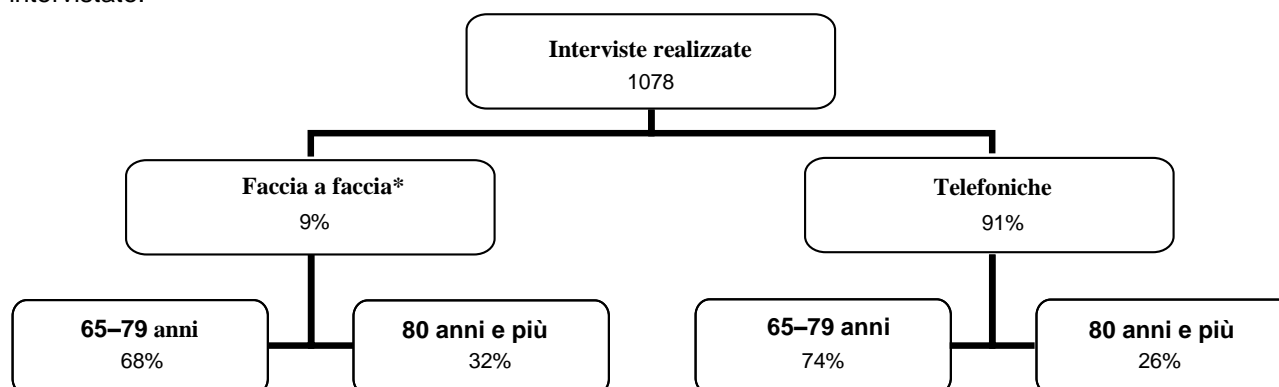 Interviste realizzate
1078
Faccia a faccia*
9%
Telefoniche
91%
65–79 anni
68%
80 anni e più
32%
65–79 anni
74%
80 anni e più
26%